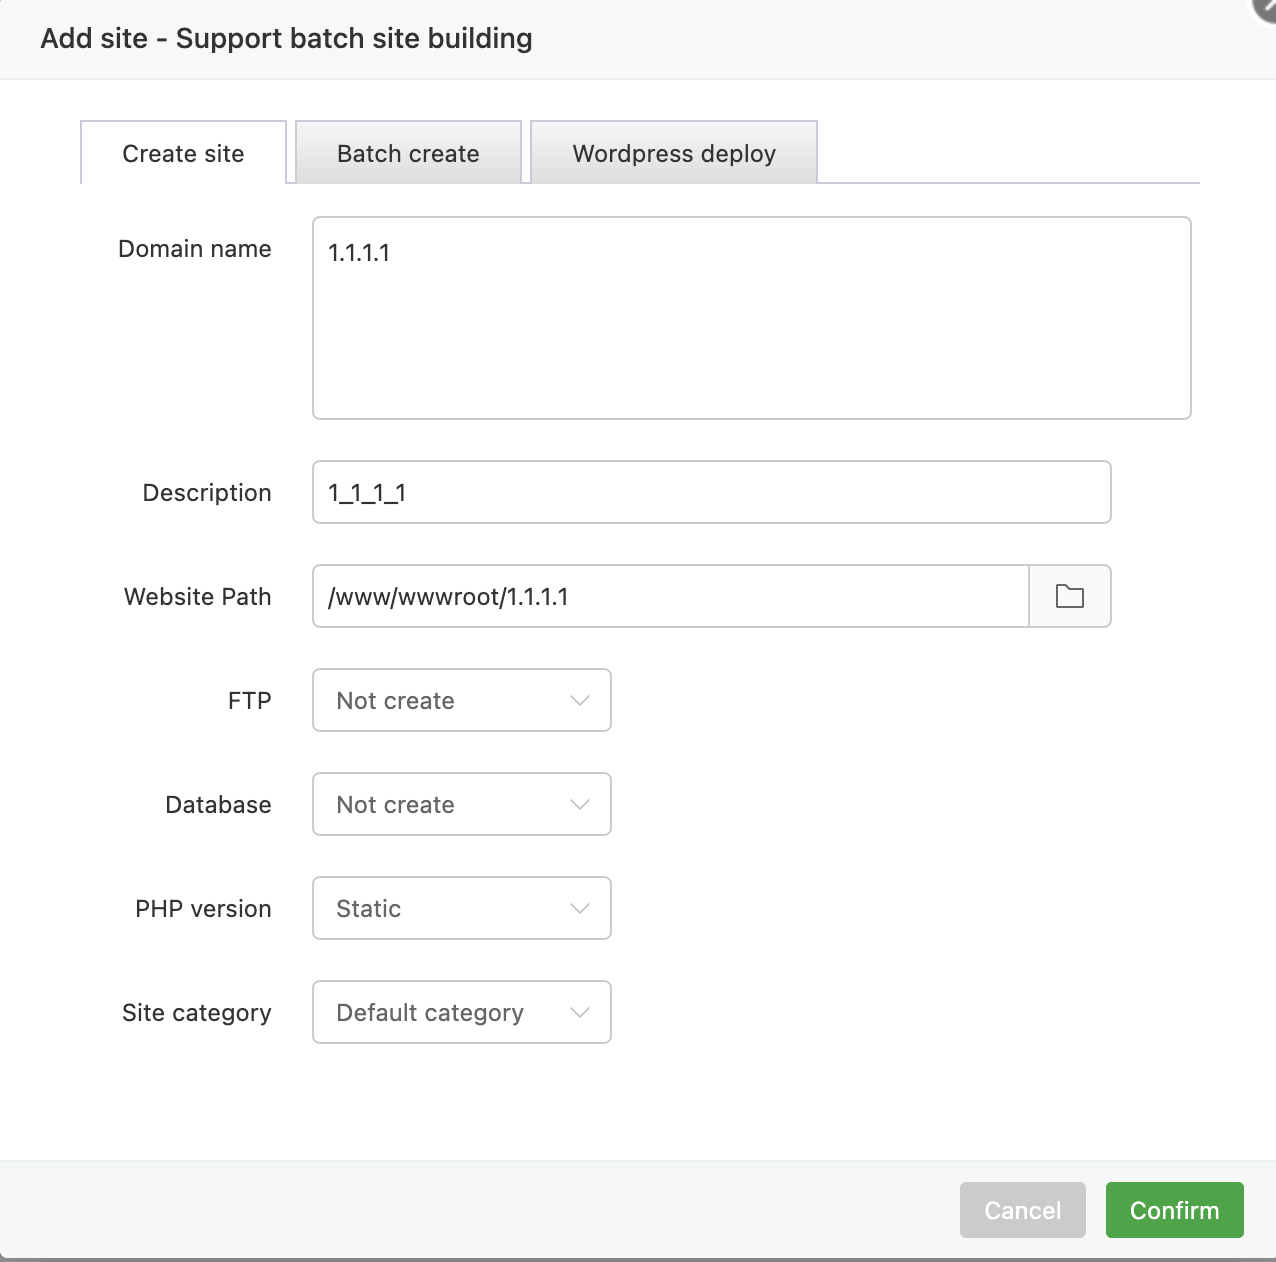 Add site - Support batch site building
Create site
Batch create
Wordpress deploy
Domain name
1.1.1.1
Description
1_1_1_1
Website Path
/www/wwwroot/1.1.1.1
FTP
Not create
Database
Not create
PHP version
Static
Site category
Default category
Cancel
Confirm